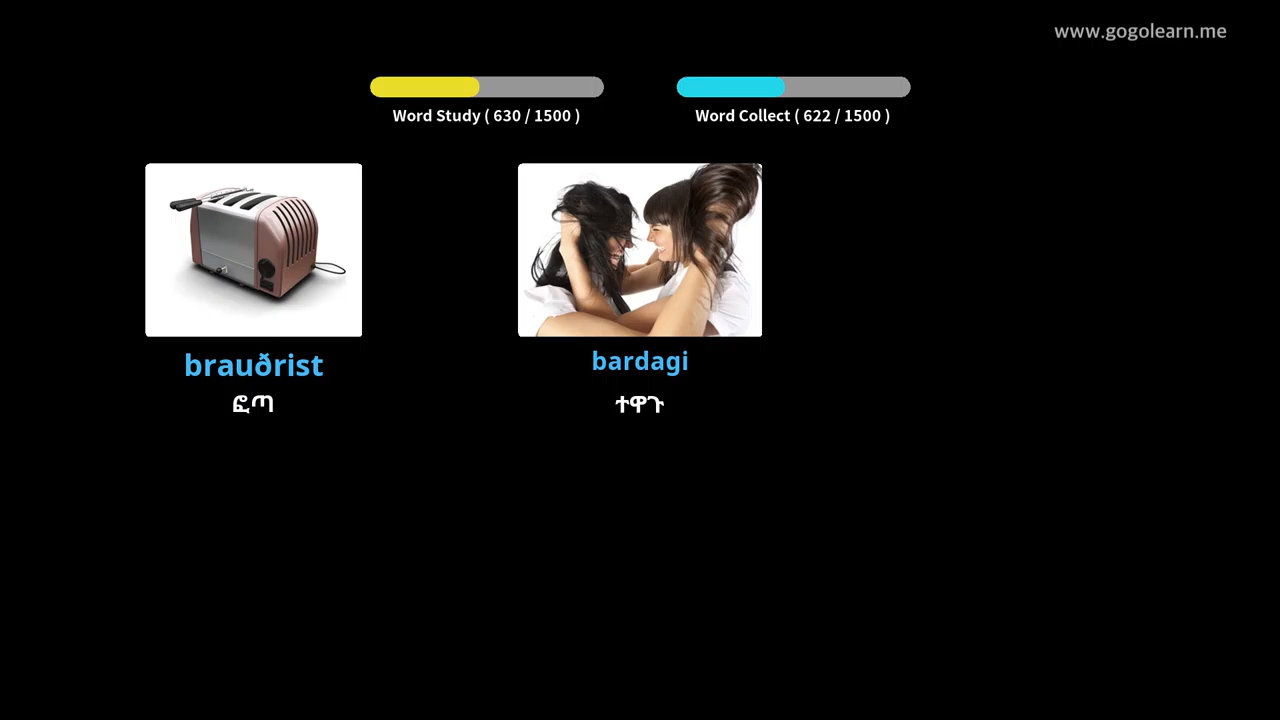 www.gogolearn.me
Word Study ( 630 / 1500 )
Word Collect ( 622 / 1500 )
brauðrist
ፎጣ
bardagi
ተዋጉ